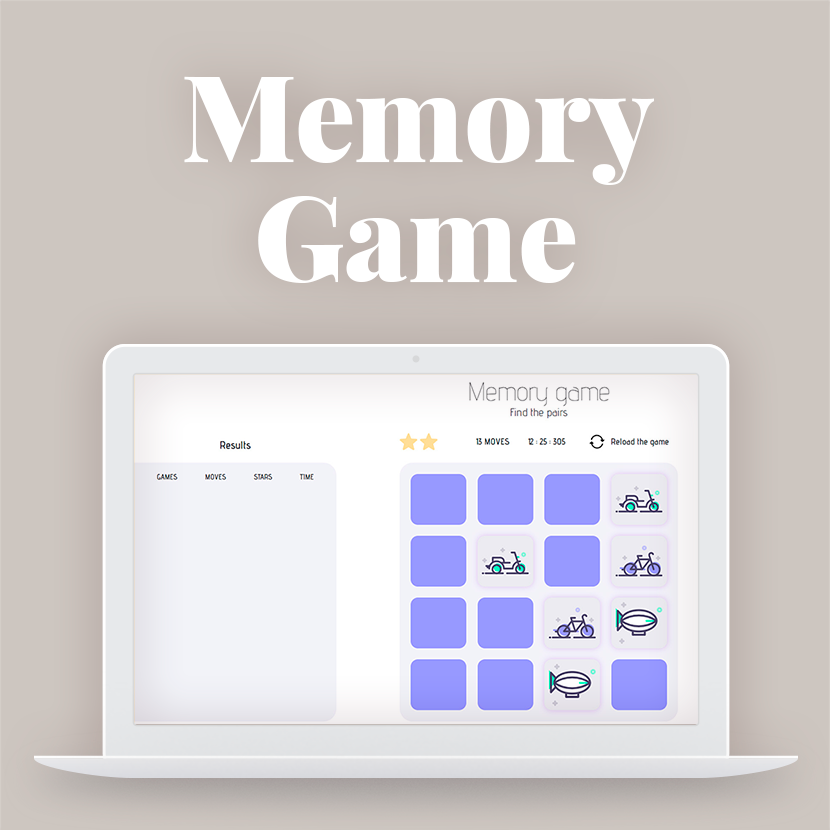 Memory
Game
Memory game
Find the pairs
Results
13 MOVES 12 : 25 : 305 Reload the game
GAMES MOVES STARS TIME